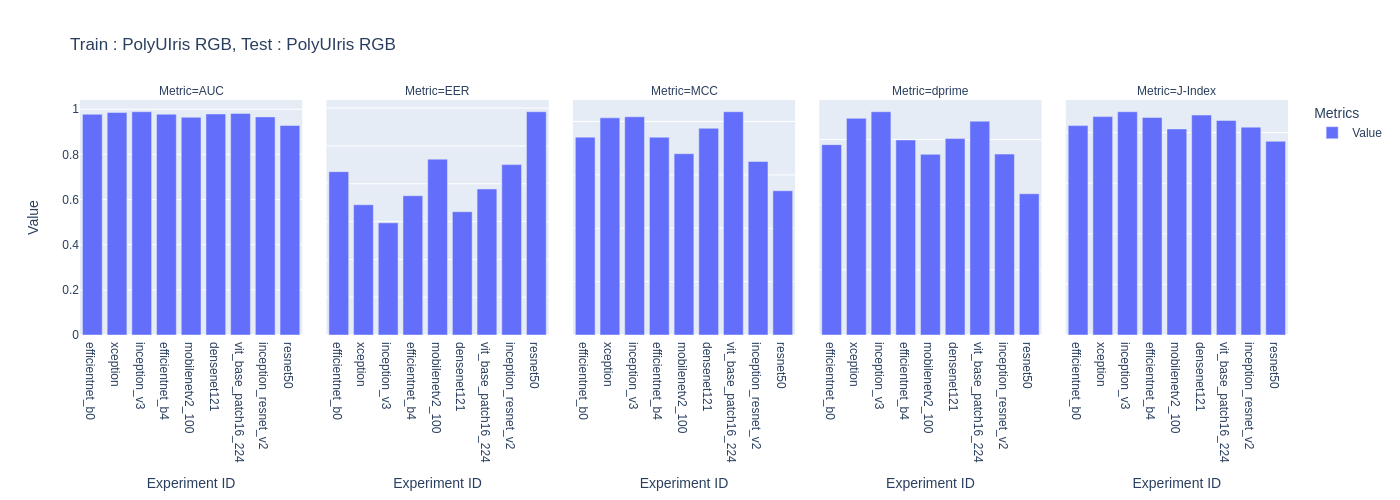 Train : PolyUIris RGB, Test : PolyUIris RGB
Metric=AUC
Metric=EER
Metric=MCC
Metric=dprime
Metric=J-Index
Metrics
Value
1
0.8
0.6
0.4
0.2
0
Value
efficientnet_b0
xception
inception_v3
efficientnet_b4
mobilenetv2_100
densenet121
vit_base_patch16_224
inception_resnet_v2
resnet50
efficientnet_b0
xception
inception_v3
efficientnet_b4
mobilenetv2_100
densenet121
vit_base_patch16_224
inception_resnet_v2
resnet50
efficientnet_b0
xception
inception_v3
efficientnet_b4
mobilenetv2_100
densenet121
vit_base_patch16_224
inception_resnet_v2
resnet50
efficientnet_b0
xception
inception_v3
efficientnet_b4
mobilenetv2_100
densenet121
vit_base_patch16_224
inception_resnet_v2
resnet50
efficientnet_b0
xception
inception_v3
efficientnet_b4
mobilenetv2_100
densenet121
vit_base_patch16_224
inception_resnet_v2
resnet50
Experiment ID
Experiment ID
Experiment ID
Experiment ID
Experiment ID